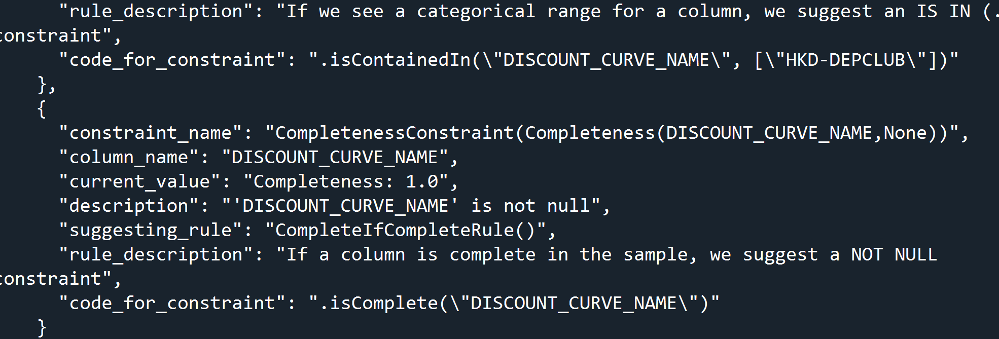 "rule_description": "If we see a categorical range for a column, we suggest an IS IN (.
constraint",
"code_for_constraint": ".isContainedIn(\"DISCOUNT_CURVE_NAME\", [\"HKD-DEPCLUB\"])"
},
{
"constraint_name": "CompletenessConstraint(Completeness(DISCOUNT_CURVE_NAME,None))",
"column_name": "DISCOUNT_CURVE_NAME",
"current_value": "Completeness: 1.0",
"description": "'DISCOUNT_CURVE_NAME' is not null",
"suggesting_rule": "CompleteIfCompleteRule()",
"rule_description": "If a column is complete in the sample, we suggest a NOT NULL
constraint",
"code_for_constraint": ".isComplete(\"DISCOUNT_CURVE_NAME\")"
}